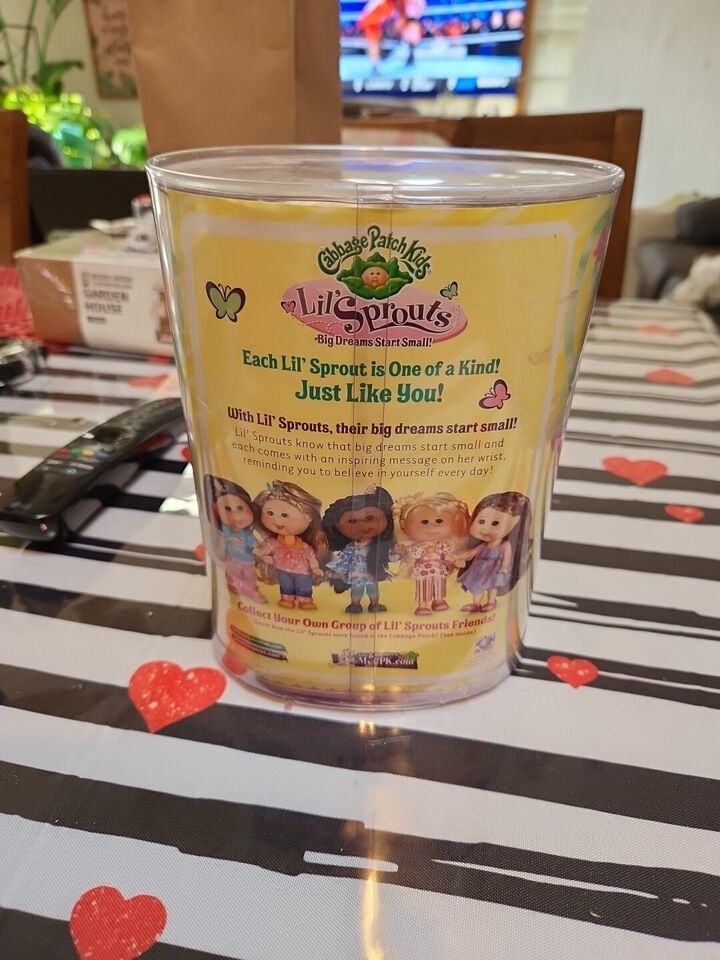 Cabbage Patch Kids
Lil' Sprouts
Big Dreams Start Small!
Each Lil' Sprout is One of a Kind!
Just Like You!
With Lil' Sprouts, their big dreams start small!
Lil' Sprouts know that big dreams start small and
each comes with an inspiring message on her wrist,
reminding you to believe in yourself every day!
Collect Your Own Group of Lil' Sprouts Friends!
Learn how the Lil' Sprouts were found in the Cabbage Patch! (See inside)
MyCPK.com
GARDEN
HOUSE